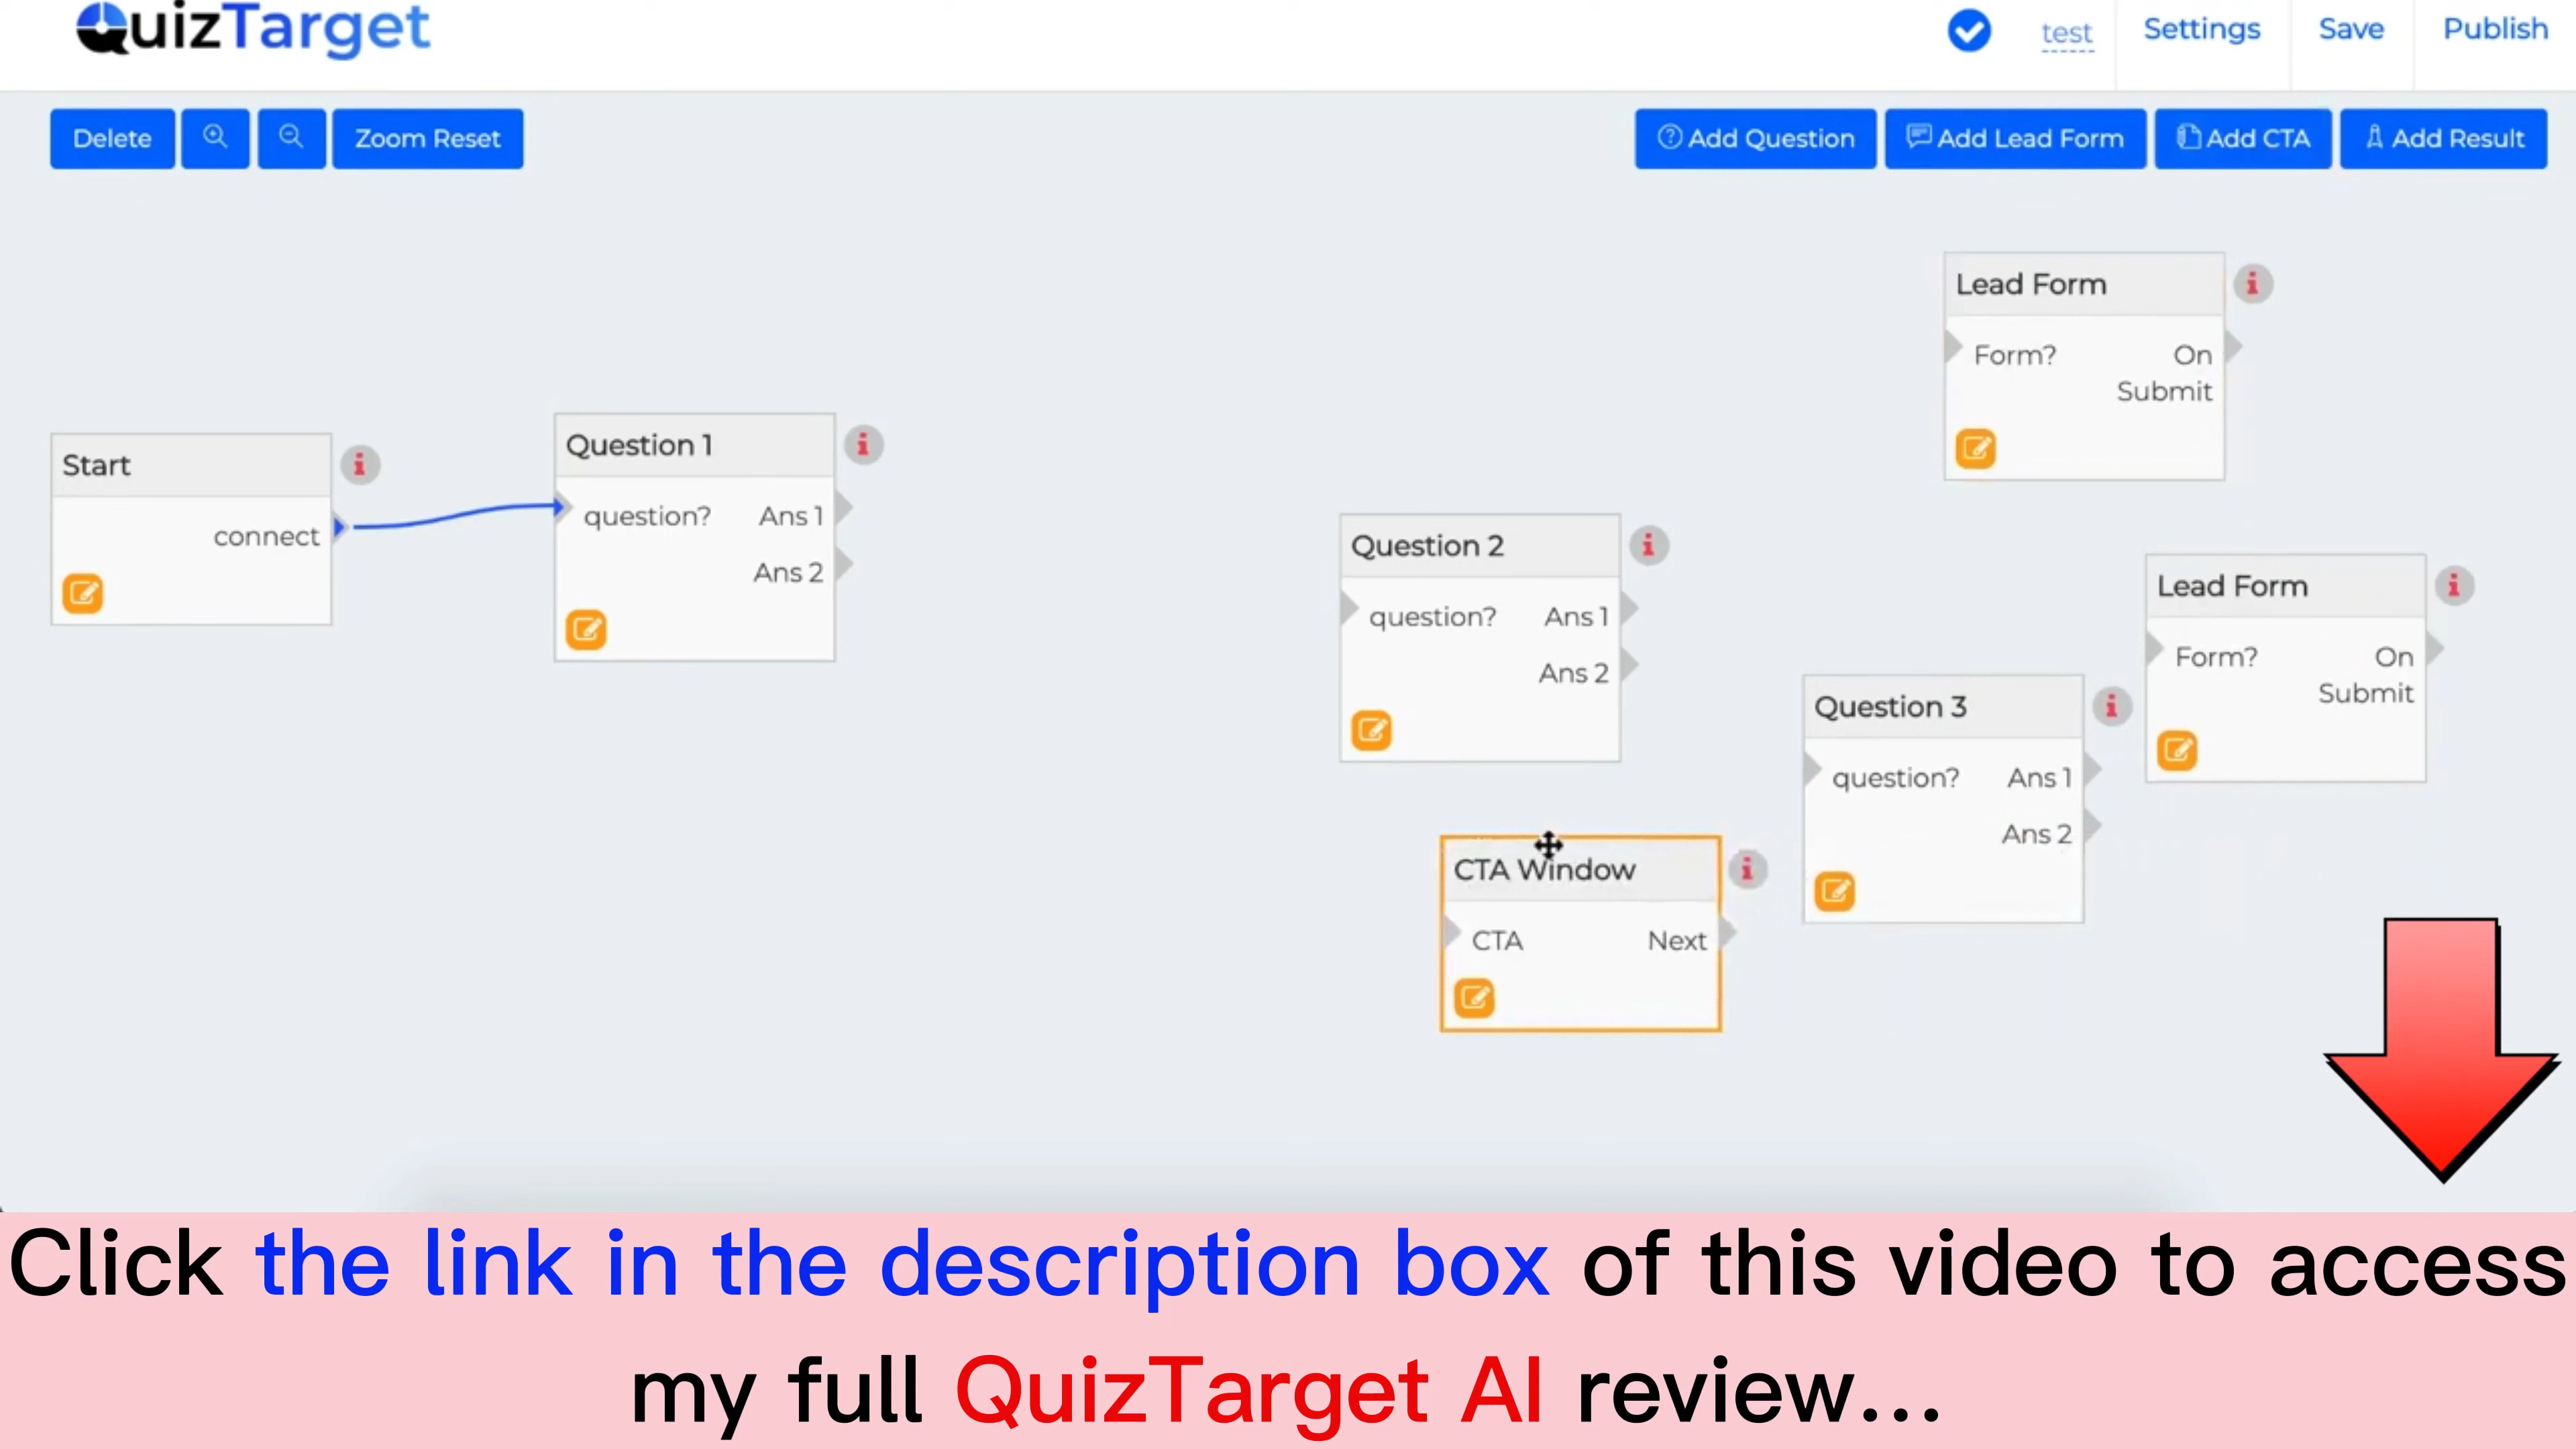 QuizTarget
test Settings Save Publish
Delete Zoom Reset
Add Question Add Lead Form Add CTA Add Result
Start
connect
Question 1
question? Ans 1
Ans 2
Question 2
question? Ans 1
Ans 2
Lead Form
Form? On
Submit
Lead Form
Form? On
Submit
Question 3
question? Ans 1
Ans 2
CTA Window
CTA Next
Click the link in the description box of this video to access
my full QuizTarget AI review...